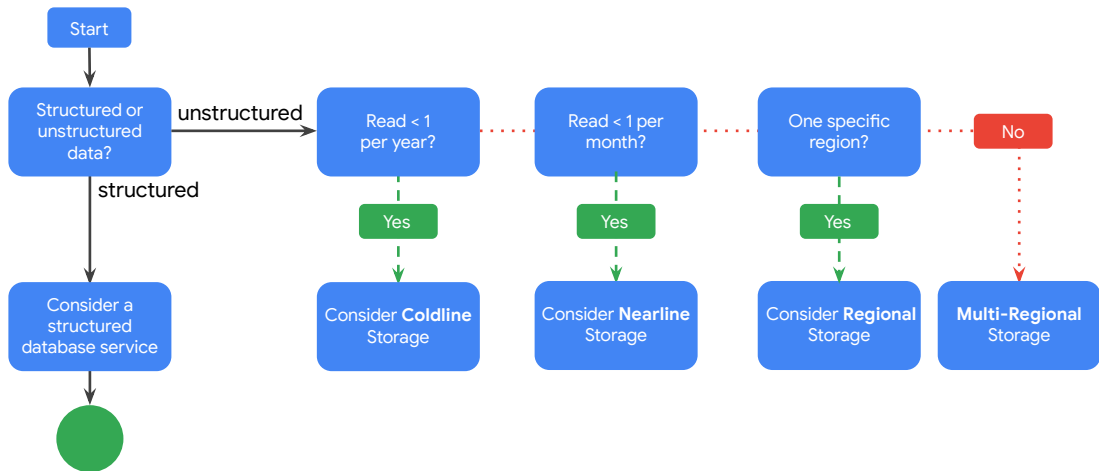 Start
Structured or
unstructured
data?
unstructured
Read < 1
per year?
Read < 1 per
month?
One specific
region?
No
structured
Yes
Yes
Yes
Consider a
structured
database service
Consider Coldline
Storage
Consider Nearline
Storage
Consider Regional
Storage
Multi-Regional
Storage